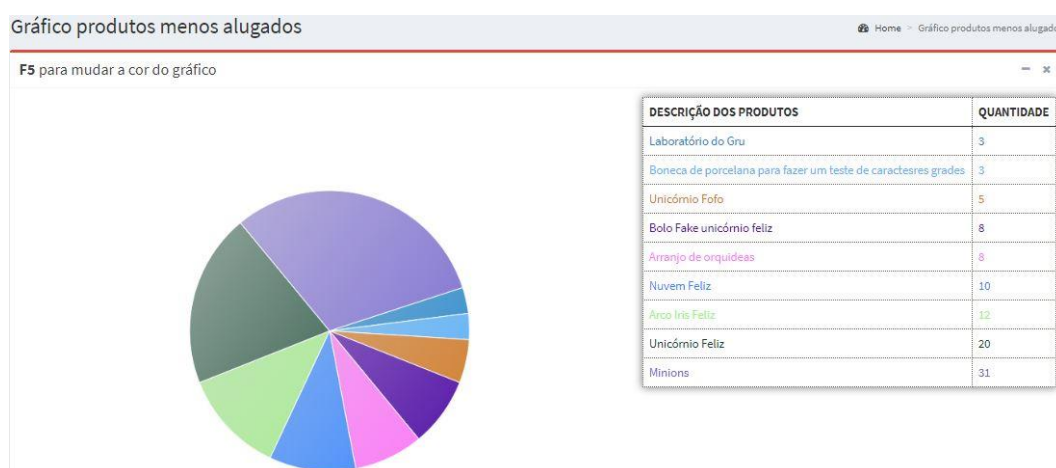 Gráfico produtos menos alugados
Home > Gráfico produtos menos alugado
F5 para mudar a cor do gráfico
DESCRIÇÃO DOS PRODUTOS QUANTIDADE
Laboratório do Gru 3
Boneca de porcelana para fazer um teste de caractesres grades 3
Unicórnio Fofo 5
Bolo Fake unicórnio feliz 8
Arranjo de orquideas 8
Nuvem Feliz 10
Arco Iris Feliz 12
Unicórnio Feliz 20
Minions 31